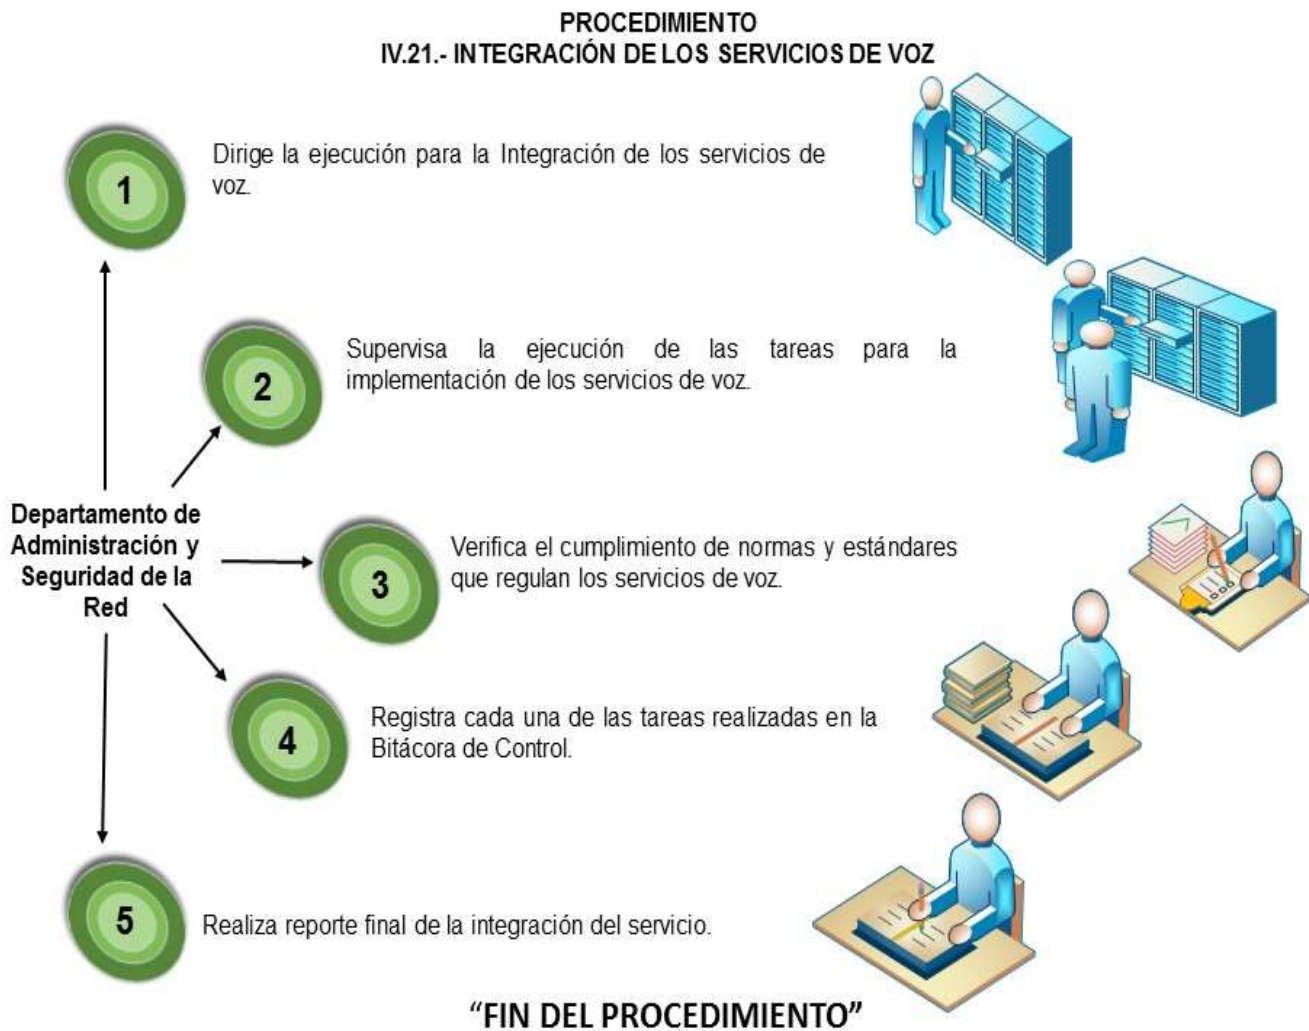 PROCEDIMIENTO
IV.21.- INTEGRACIÓN DE LOS SERVICIOS DE VOZ
1
Dirige la ejecución para la Integración de los servicios de
voz.
2
Supervisa la ejecución de las tareas para la
implementación de los servicios de voz.
Departamento de
Administración y
Seguridad de la
Red
3
Verifica el cumplimiento de normas y estándares
que regulan los servicios de voz.
4
Registra cada una de las tareas realizadas en la
Bitácora de Control.
5
Realiza reporte final de la integración del servicio.
“FIN DEL PROCEDIMIENTO”